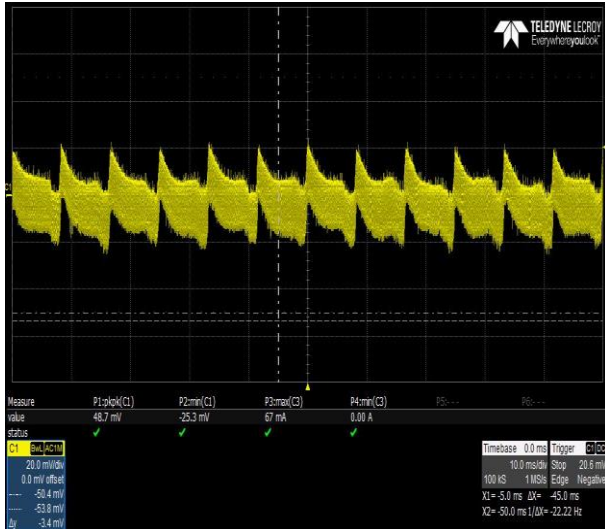 TELEDYNE LECROY
Everywhereyoulook
C1
Measure P1:pkpk(C1) P2:min(C1) P3:max(C3) P4:min(C3) P5:--- P6:---
value 48.7 mV -25.3 mV 67 mA 0.00 A
status
C1 BwL AC1M
20.0 mV/div
0.0 mV offset
-50.4 mV
-53.8 mV
Δy -3.4 mV
Timebase 0.0 ms
10.0 ms/div
100 kS 1 MS/s
Trigger C1 DC
Stop 20.6 mV
Edge Negative
X1= -5.0 ms ΔX= -45.0 ms
X2= -50.0 ms 1/ΔX= -22.22 Hz